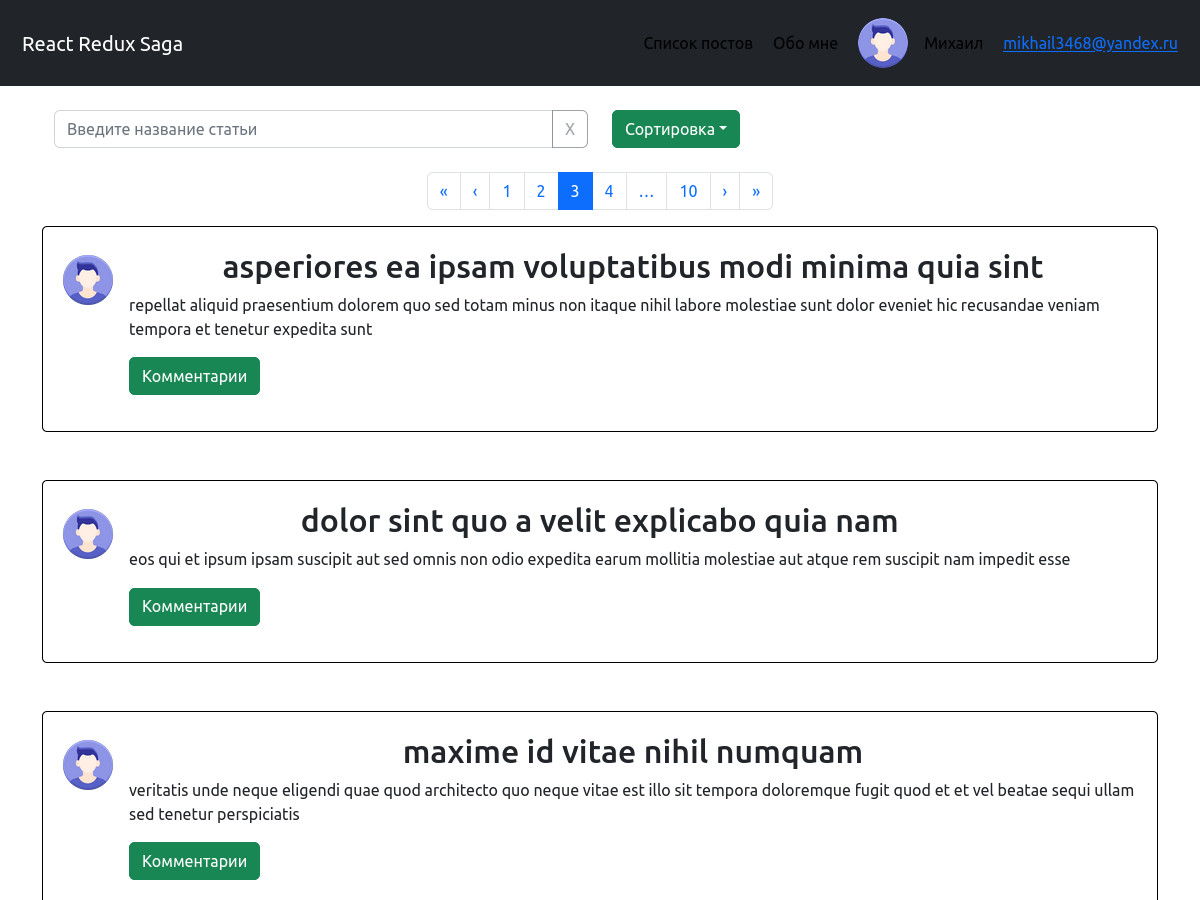 React Redux Saga
Список постов
Обо мне
Михаил
mikhail3468@yandex.ru
Введите название статьи
X
Сортировка
« ‹ 1 2 3 4 … 10 › »
asperiores ea ipsam voluptatibus modi minima quia sint
repellat aliquid praesentium dolorem quo sed totam minus non itaque nihil labore molestiae sunt dolor eveniet hic recusandae veniam
tempora et tenetur expedita sunt
Комментарии
dolor sint quo a velit explicabo quia nam
eos qui et ipsum ipsam suscipit aut sed omnis non odio expedita earum mollitia molestiae aut atque rem suscipit nam impedit esse
Комментарии
maxime id vitae nihil numquam
veritatis unde neque eligendi quae quod architecto quo neque vitae est illo sit tempora doloremque fugit quod et et vel beatae sequi ullam
sed tenetur perspiciatis
Комментарии